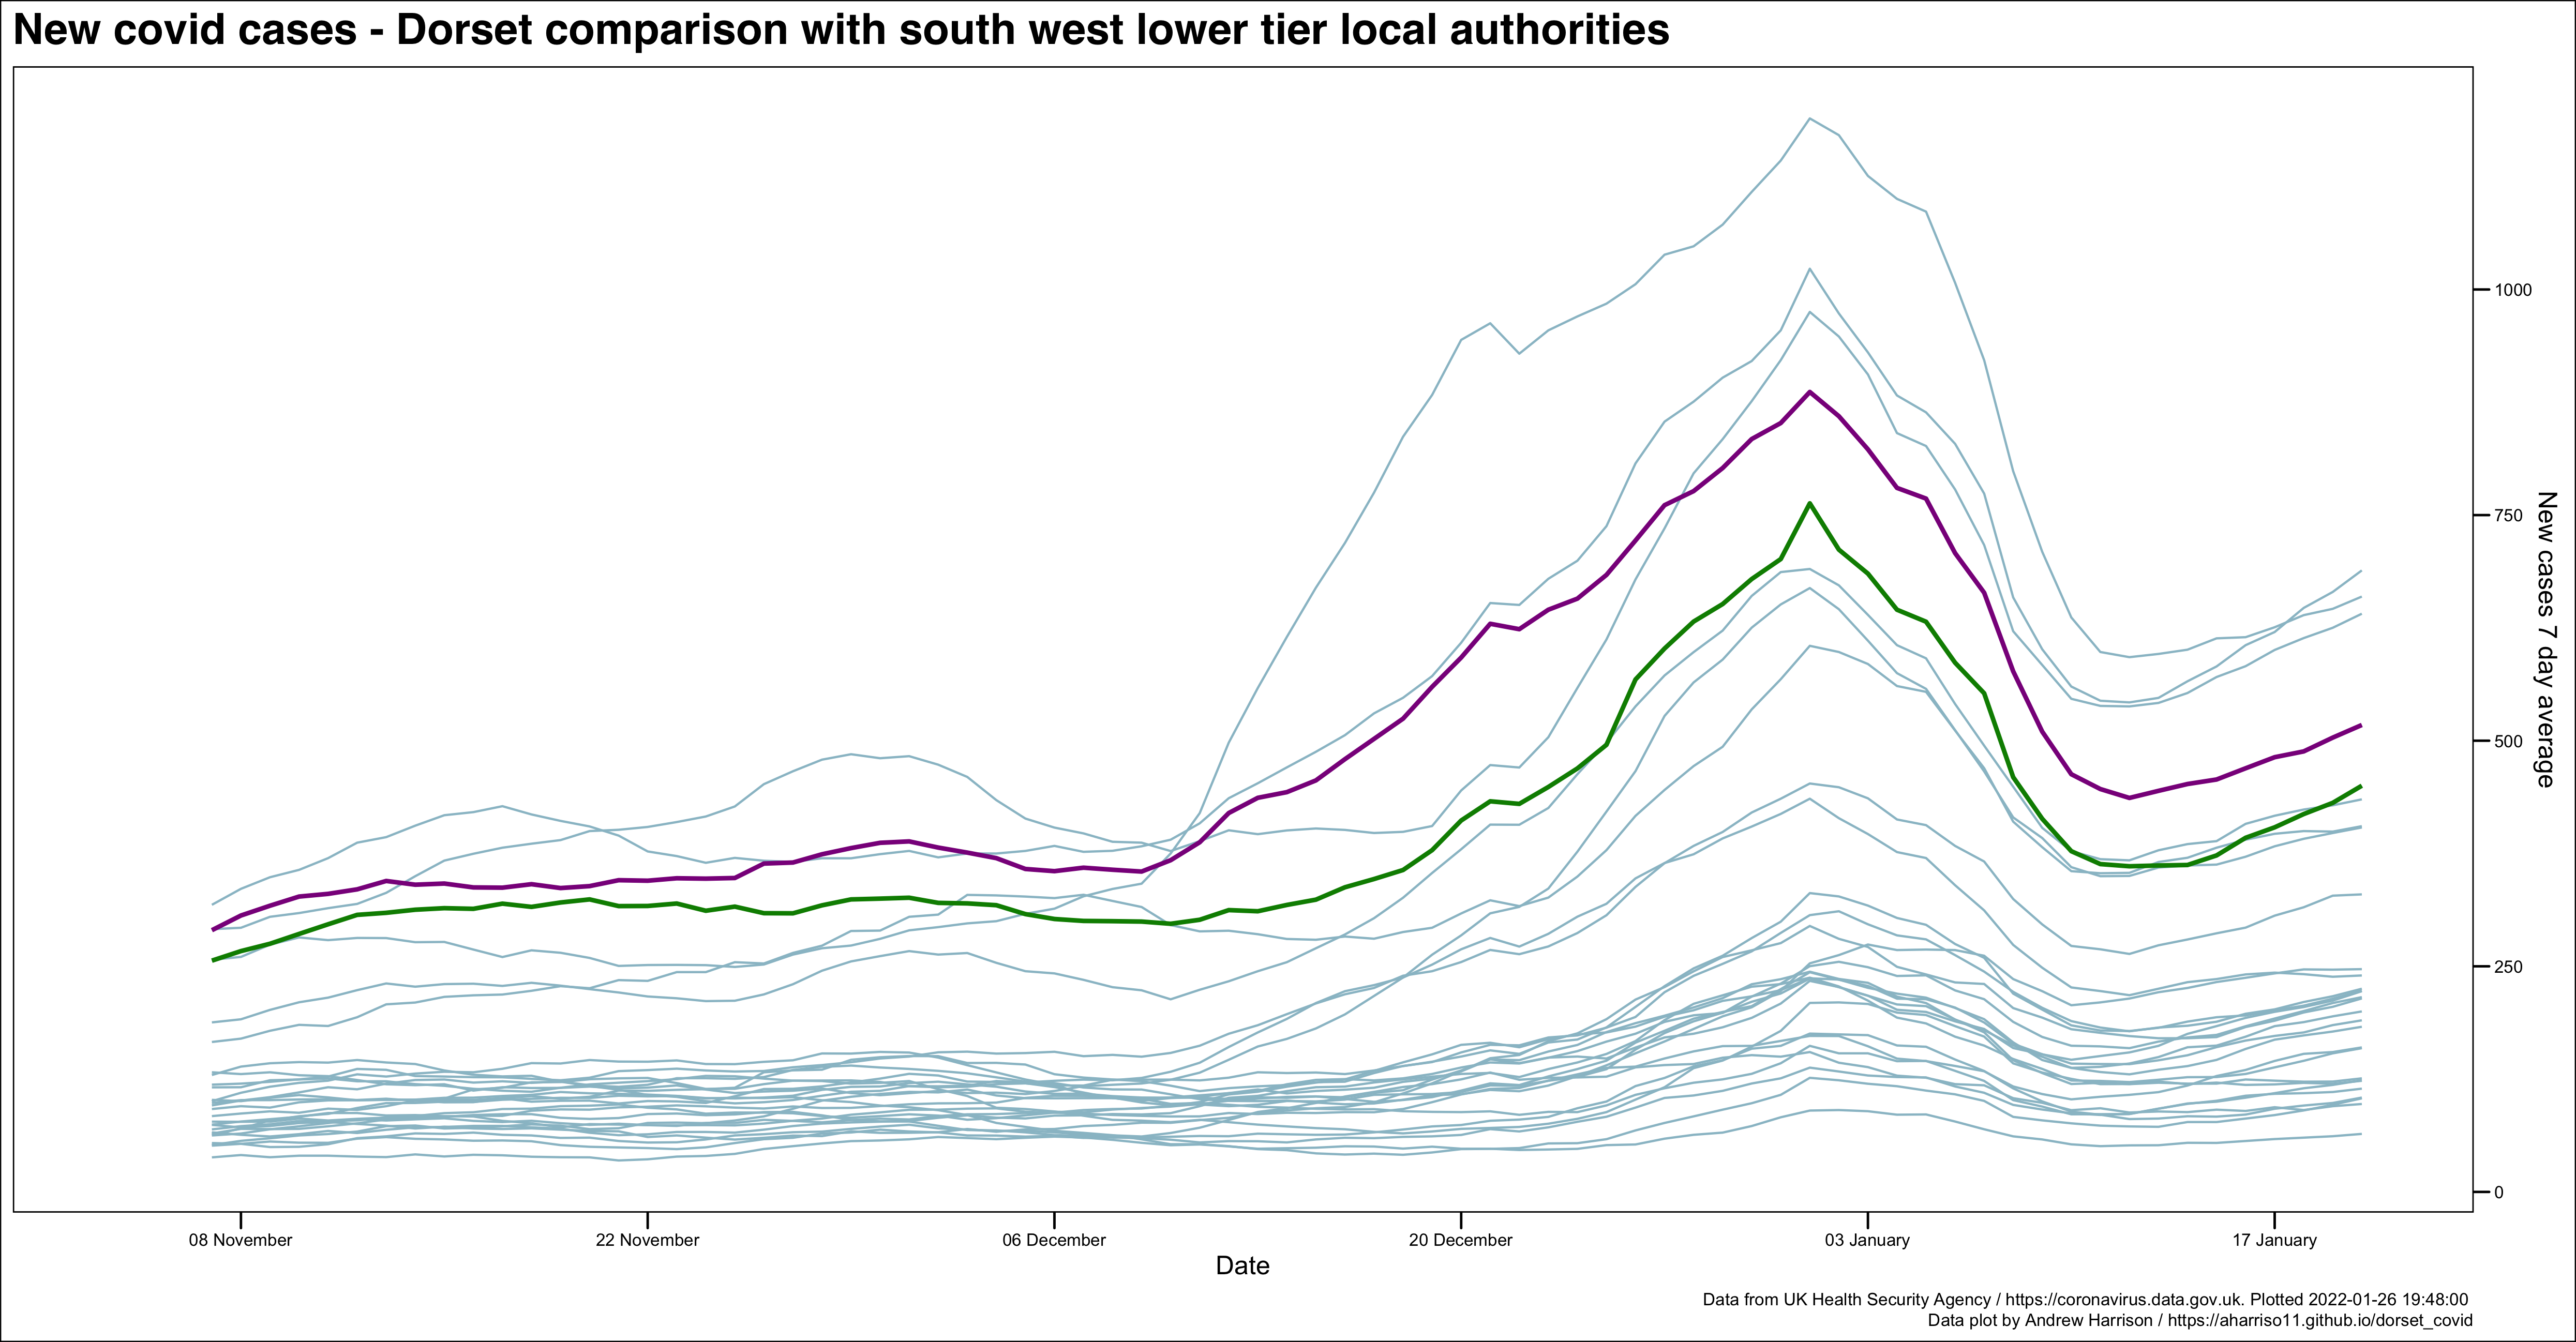 New covid cases - Dorset comparison with south west lower tier local authorities
1000
750
500
250
0
New cases 7 day average
08 November
22 November
06 December
20 December
03 January
17 January
Date
Data from UK Health Security Agency / https://coronavirus.data.gov.uk. Plotted 2022-01-26 19:48:00
Data plot by Andrew Harrison / https://aharriso11.github.io/dorset_covid